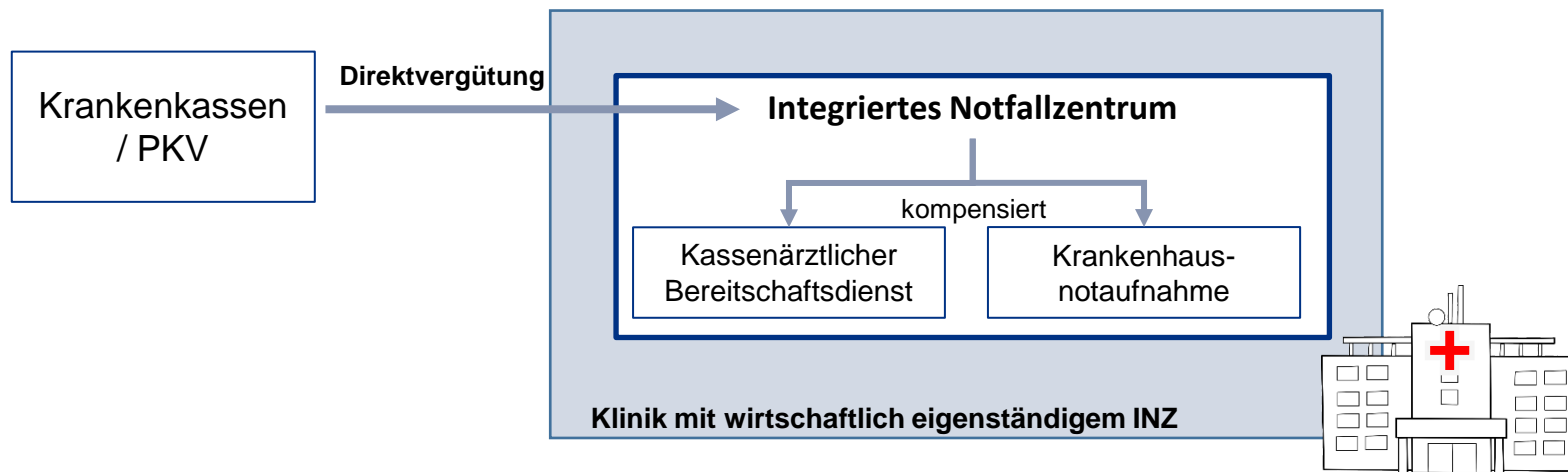 Krankenkassen
/ PKV
Direktvergütung
Integriertes Notfallzentrum
kompensiert
Kassenärztlicher
Bereitschaftsdienst
Krankenhaus-
notaufnahme
Klinik mit wirtschaftlich eigenständigem INZ